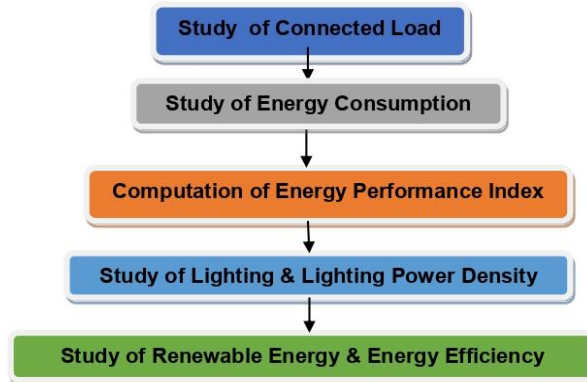 Study of Connected Load
Study of Energy Consumption
Computation of Energy Performance Index
Study of Lighting & Lighting Power Density
Study of Renewable Energy & Energy Efficiency